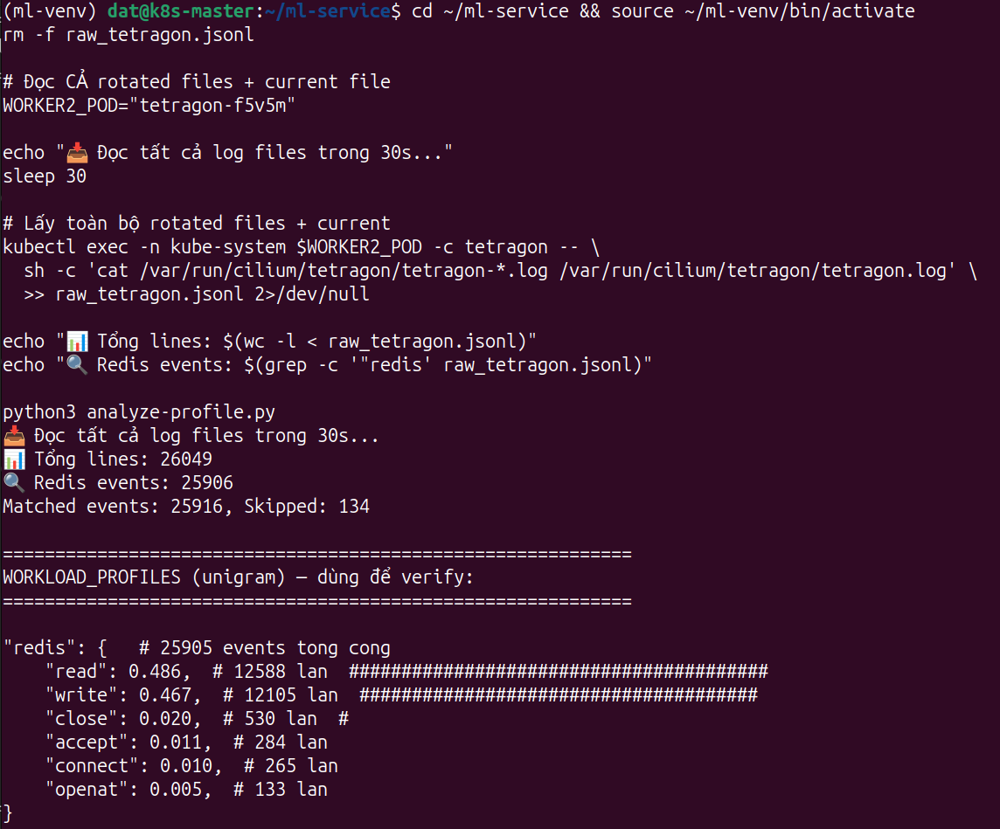 (ml-venv) dat@k8s-master:~/ml-service$ cd ~/ml-service && source ~/ml-venv/bin/activate
rm -f raw_tetragon.jsonl
# Đọc CẢ rotated files + current file
WORKER2_POD="tetragon-f5v5m"
echo "📥 Đọc tất cả log files trong 30s..."
sleep 30
# Lấy toàn bộ rotated files + current
kubectl exec -n kube-system $WORKER2_POD -c tetragon -- \
  sh -c 'cat /var/run/cilium/tetragon/tetragon-*.log /var/run/cilium/tetragon/tetragon.log' \
  >> raw_tetragon.jsonl 2>/dev/null
echo "📊 Tổng lines: $(wc -l < raw_tetragon.jsonl)"
echo "🔍 Redis events: $(grep -c '"redis' raw_tetragon.jsonl)"
python3 analyze-profile.py
📥 Đọc tất cả log files trong 30s...
📊 Tổng lines: 26049
🔍 Redis events: 25906
Matched events: 25916, Skipped: 134
============================================================
WORKLOAD_PROFILES (unigram) — dùng để verify:
============================================================
"redis": {   # 25905 events tong cong
    "read": 0.486,  # 12588 lan  ########################################
    "write": 0.467,  # 12105 lan  ######################################
    "close": 0.020,  # 530 lan  #
    "accept": 0.011,  # 284 lan
    "connect": 0.010,  # 265 lan
    "openat": 0.005,  # 133 lan
}